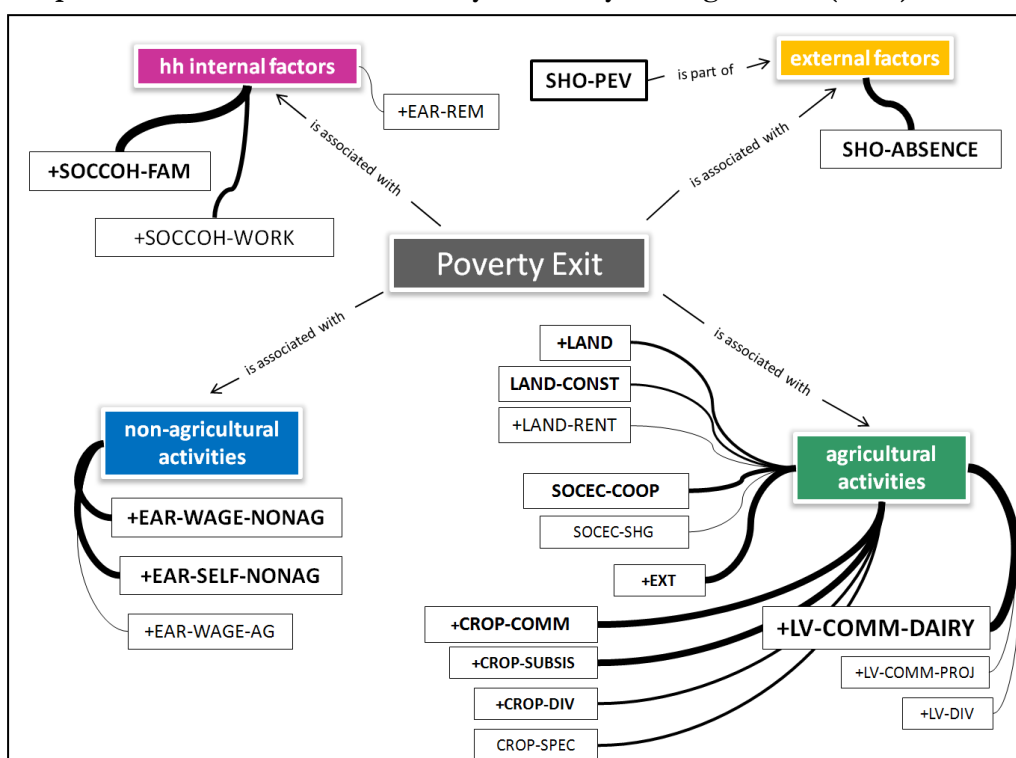 hh internal factors
+EAR-REM
SHO-PEV
is part of
external factors
SHO-ABSENCE
+SOCCOH-FAM
+SOCCOH-WORK
is associated with
is associated with
Poverty Exit
is associated with
is associated with
non-agricultural
activities
+EAR-WAGE-NONAG
+EAR-SELF-NONAG
+EAR-WAGE-AG
+LAND
LAND-CONST
+LAND-RENT
SOCEC-COOP
SOCEC-SHG
+EXT
agricultural
activities
+CROP-COMM
+CROP-SUBSIS
+CROP-DIV
CROP-SPEC
+LV-COMM-DAIRY
+LV-COMM-PROJ
+LV-DIV